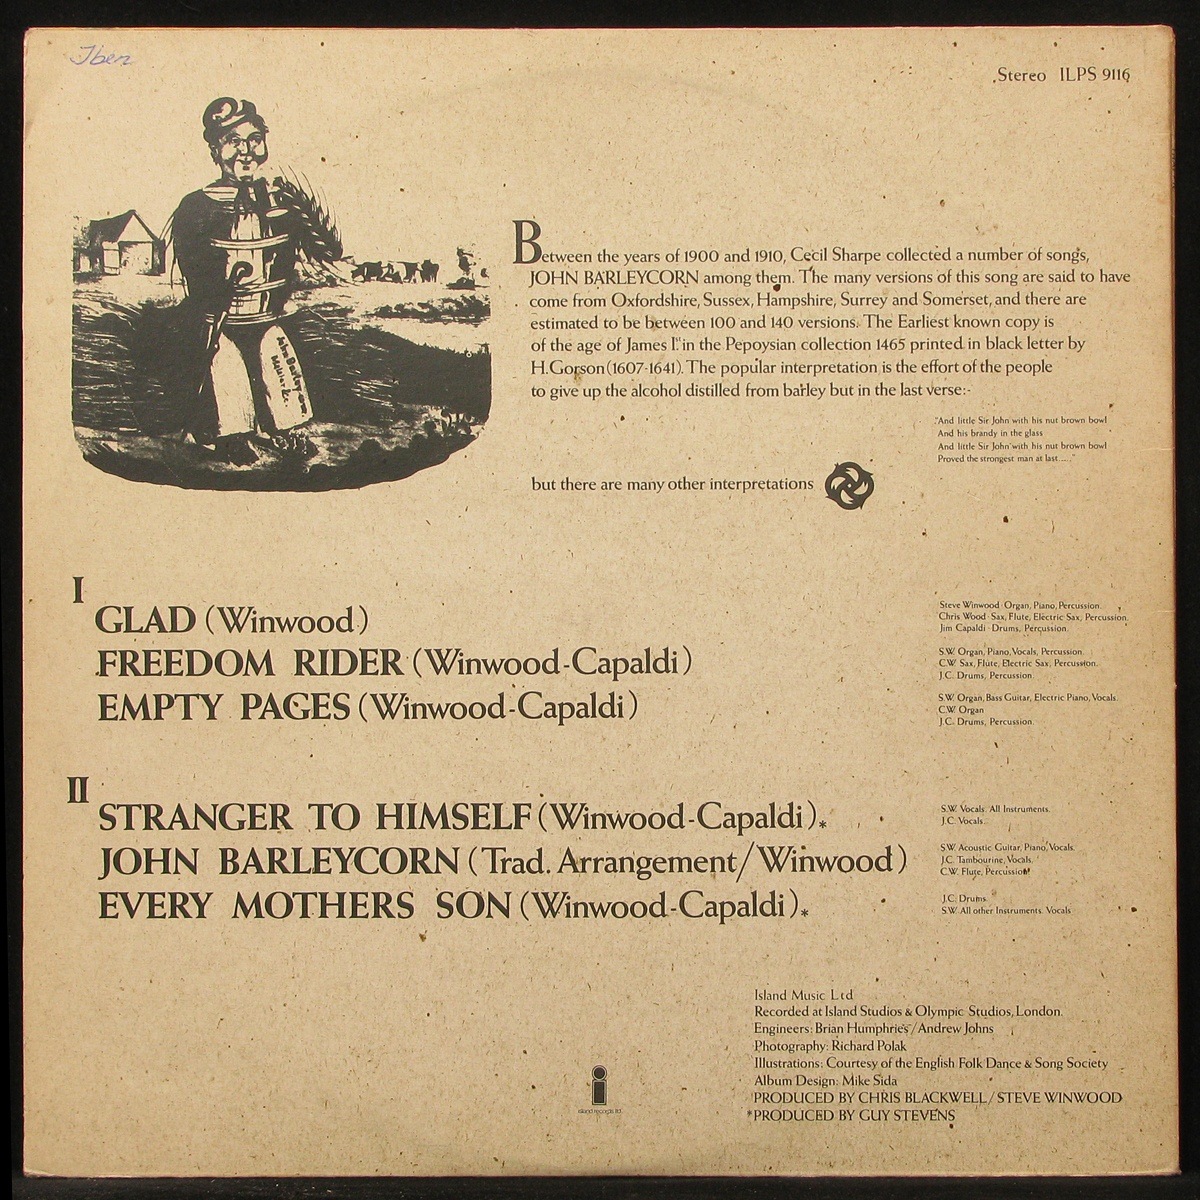 Iben
Stereo ILPS 9116
Between the years of 1900 and 1910, Cecil Sharpe collected a number of songs,
JOHN BARLEYCORN among them. The many versions of this song are said to have
come from Oxfordshire, Sussex, Hampshire, Surrey and Somerset, and there are
estimated to be between 100 and 140 versions. The Earliest known copy is
of the age of James I." in the Pepoysian collection 1465 printed in black letter by
H.Gorson (1607-1641). The popular interpretation is the effort of the people
to give up the alcohol distilled from barley but in the last verse:-
"And little Sir John with his nut brown bowl
And his brandy in the glass
And little Sir John with his nut brown bowl
Proved the strongest man at last....."
but there are many other interpretations
John Barleycorn
I
GLAD (Winwood)
Steve Winwood Organ, Piano, Percussion.
Chris Wood Sax, Flute, Electric Sax, Percussion.
Jim Capaldi Drums, Percussion.
FREEDOM RIDER (Winwood-Capaldi)
S.W. Organ, Piano, Vocals, Percussion.
C.W. Sax, Flute, Electric Sax, Percussion.
J.C. Drums, Percussion.
EMPTY PAGES (Winwood-Capaldi)
S.W. Organ, Bass Guitar, Electric Piano, Vocals.
C.W. Organ
J.C. Drums, Percussion.
II
STRANGER TO HIMSELF (Winwood-Capaldi)*
S.W. Vocals. All Instruments.
J.C. Vocals.
JOHN BARLEYCORN (Trad. Arrangement/Winwood)
S.W. Acoustic Guitar, Piano, Vocals.
J.C. Tambourine, Vocals.
C.W. Flute, Percussion
EVERY MOTHERS SON (Winwood-Capaldi)*
J.C. Drums.
S.W. All other Instruments. Vocals
Island Music Ltd
Recorded at Island Studios & Olympic Studios, London.
Engineers: Brian Humphries / Andrew Johns
Photography: Richard Polak
Illustrations: Courtesy of the English Folk Dance & Song Society
Album Design: Mike Sida
PRODUCED BY CHRIS BLACKWELL / STEVE WINWOOD
*PRODUCED BY GUY STEVENS
island records ltd.